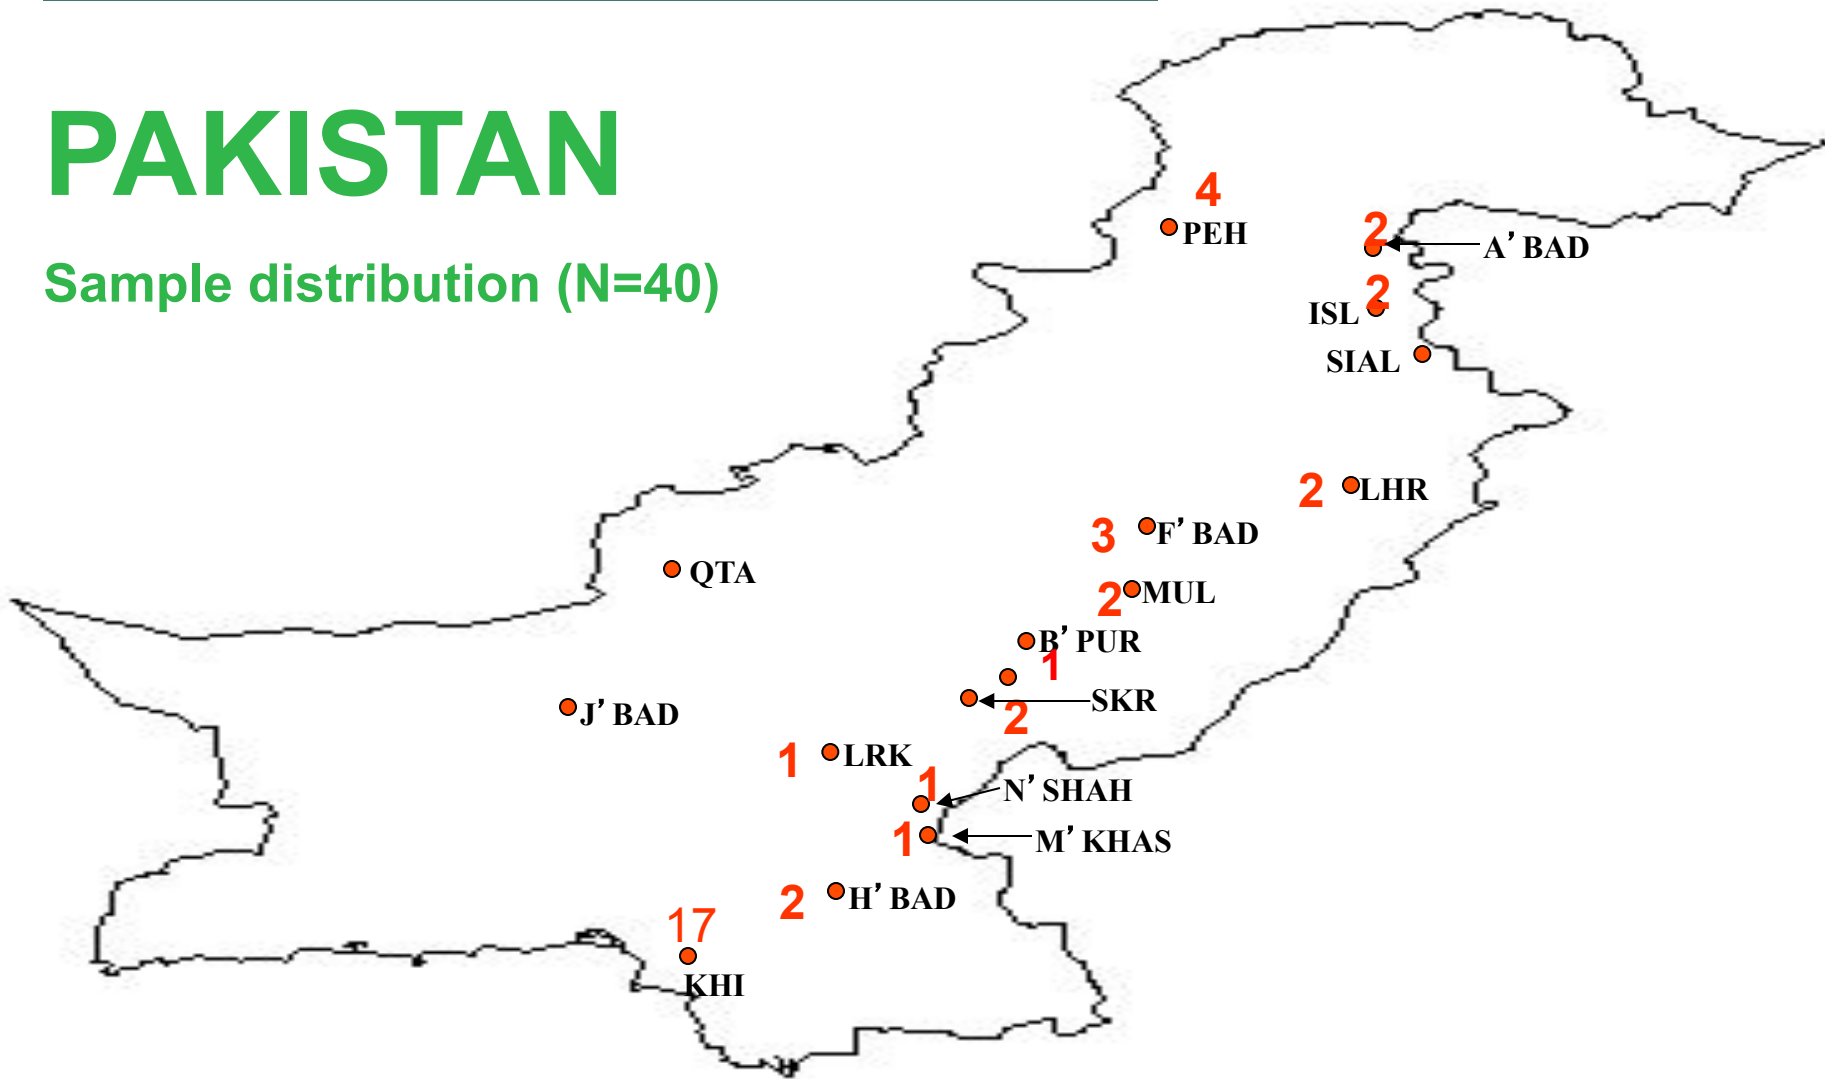 PAKISTAN
Sample distribution (N=40)
4
PEH
2
A’ BAD
2
ISL
SIAL
2 LHR
3 F’ BAD
QTA
2 MUL
B’ PUR
1
SKR
2
J’ BAD
1 LRK
1 N’ SHAH
1 M’ KHAS
2 H’ BAD
17
KHI